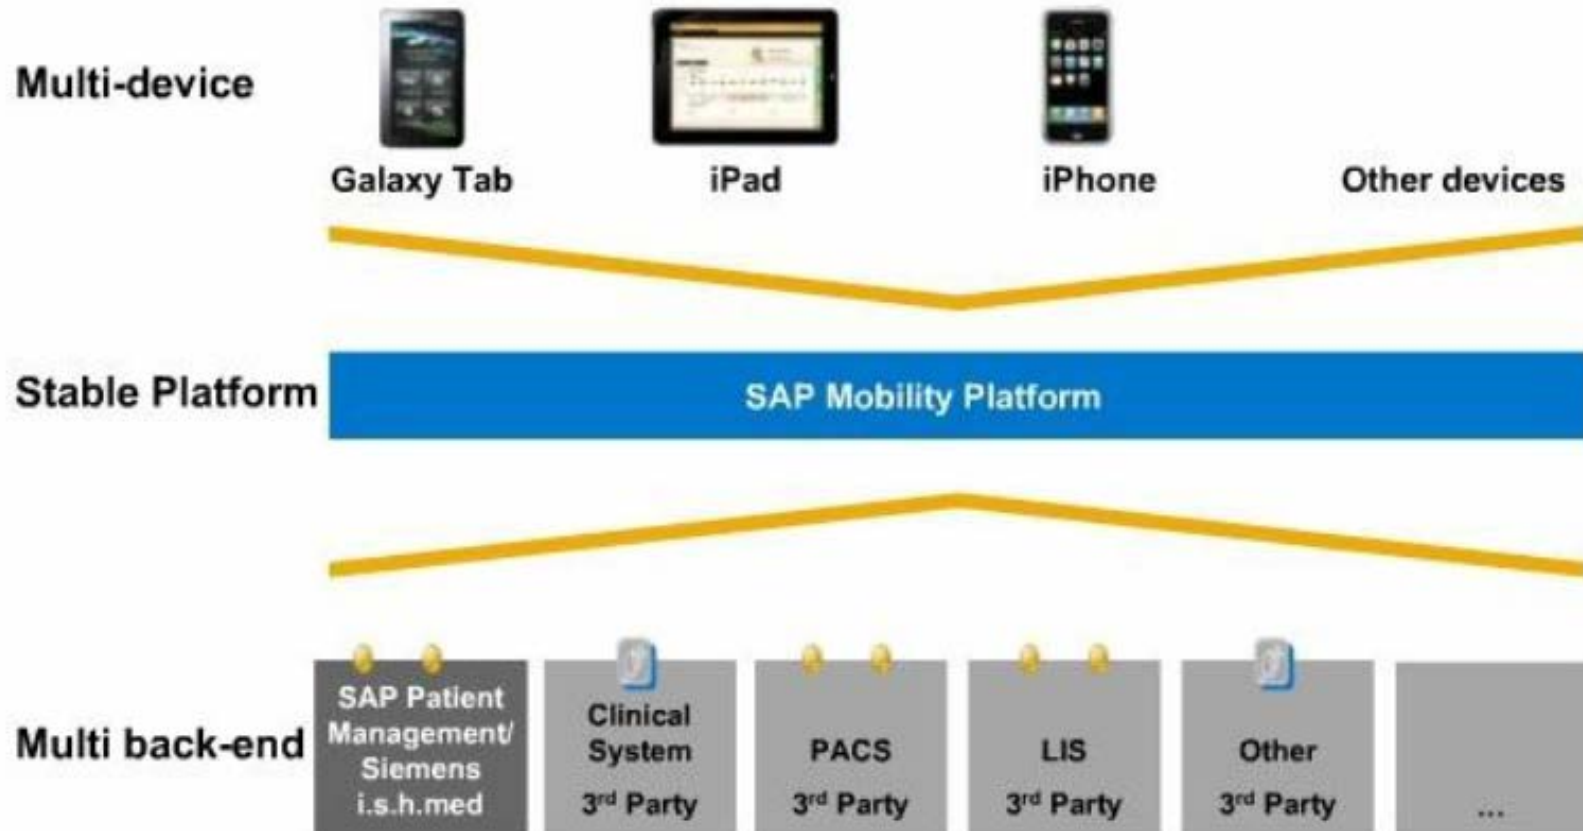 Multi-device
Galaxy Tab
iPad
iPhone
Other devices
Stable Platform
SAP Mobility Platform
Multi back-end
SAP Patient
Management/
Siemens
i.s.h.med
Clinical
System
3rd Party
PACS
3rd Party
LIS
3rd Party
Other
3rd Party
...